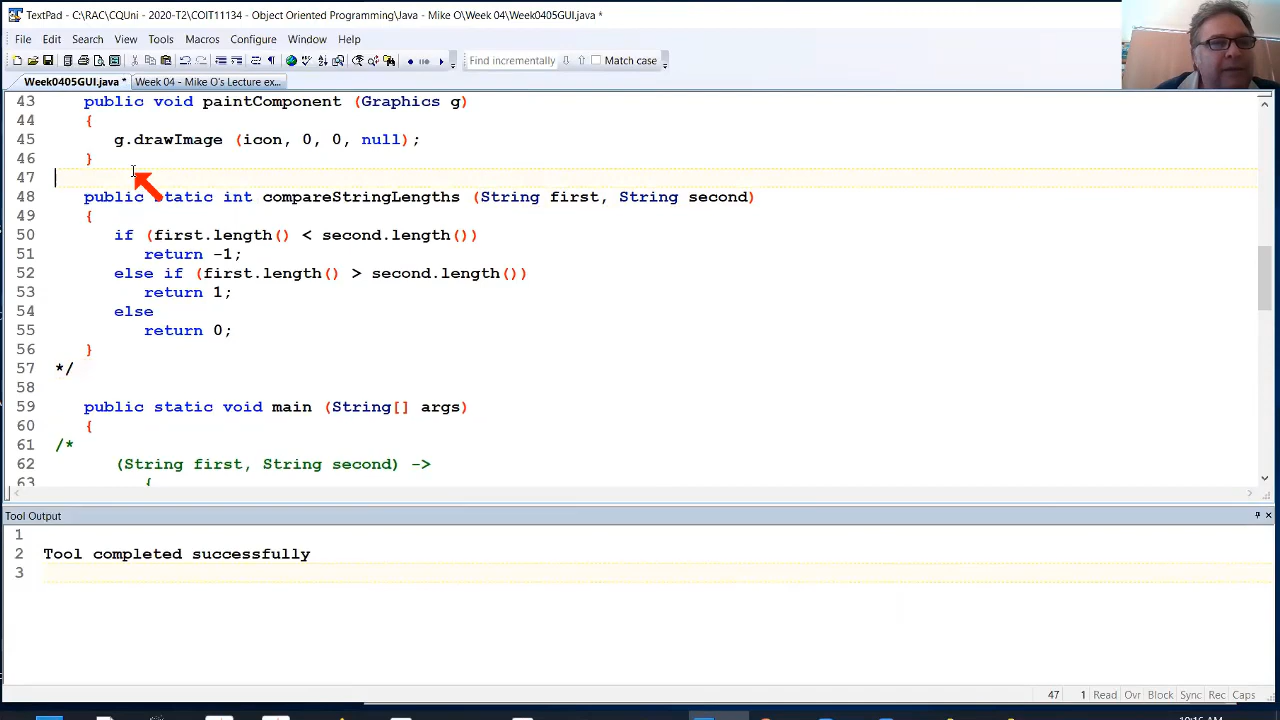 TextPad - C:\RAC\CQUni - 2020-T2\COIT11134 - Object Oriented Programming\Java - Mike O\Week 04\Week0405GUI.java *
File Edit Search View Tools Macros Configure Window Help
Find incrementally Match case
Week0405GUI.java * Week 04 - Mike O's Lecture ex...
43 public void paintComponent (Graphics g)
44 {
45 g.drawImage (icon, 0, 0, null);
46 }
47
48 public static int compareStringLengths (String first, String second)
49 {
50 if (first.length() < second.length())
51 return -1;
52 else if (first.length() > second.length())
53 return 1;
54 else
55 return 0;
56 }
57 */
58
59 public static void main (String[] args)
60 {
61 /*
62 (String first, String second) ->
63 {
Tool Output
1
2 Tool completed successfully
3
47 1 Read Ovr Block Sync Rec Caps
10:16 AM